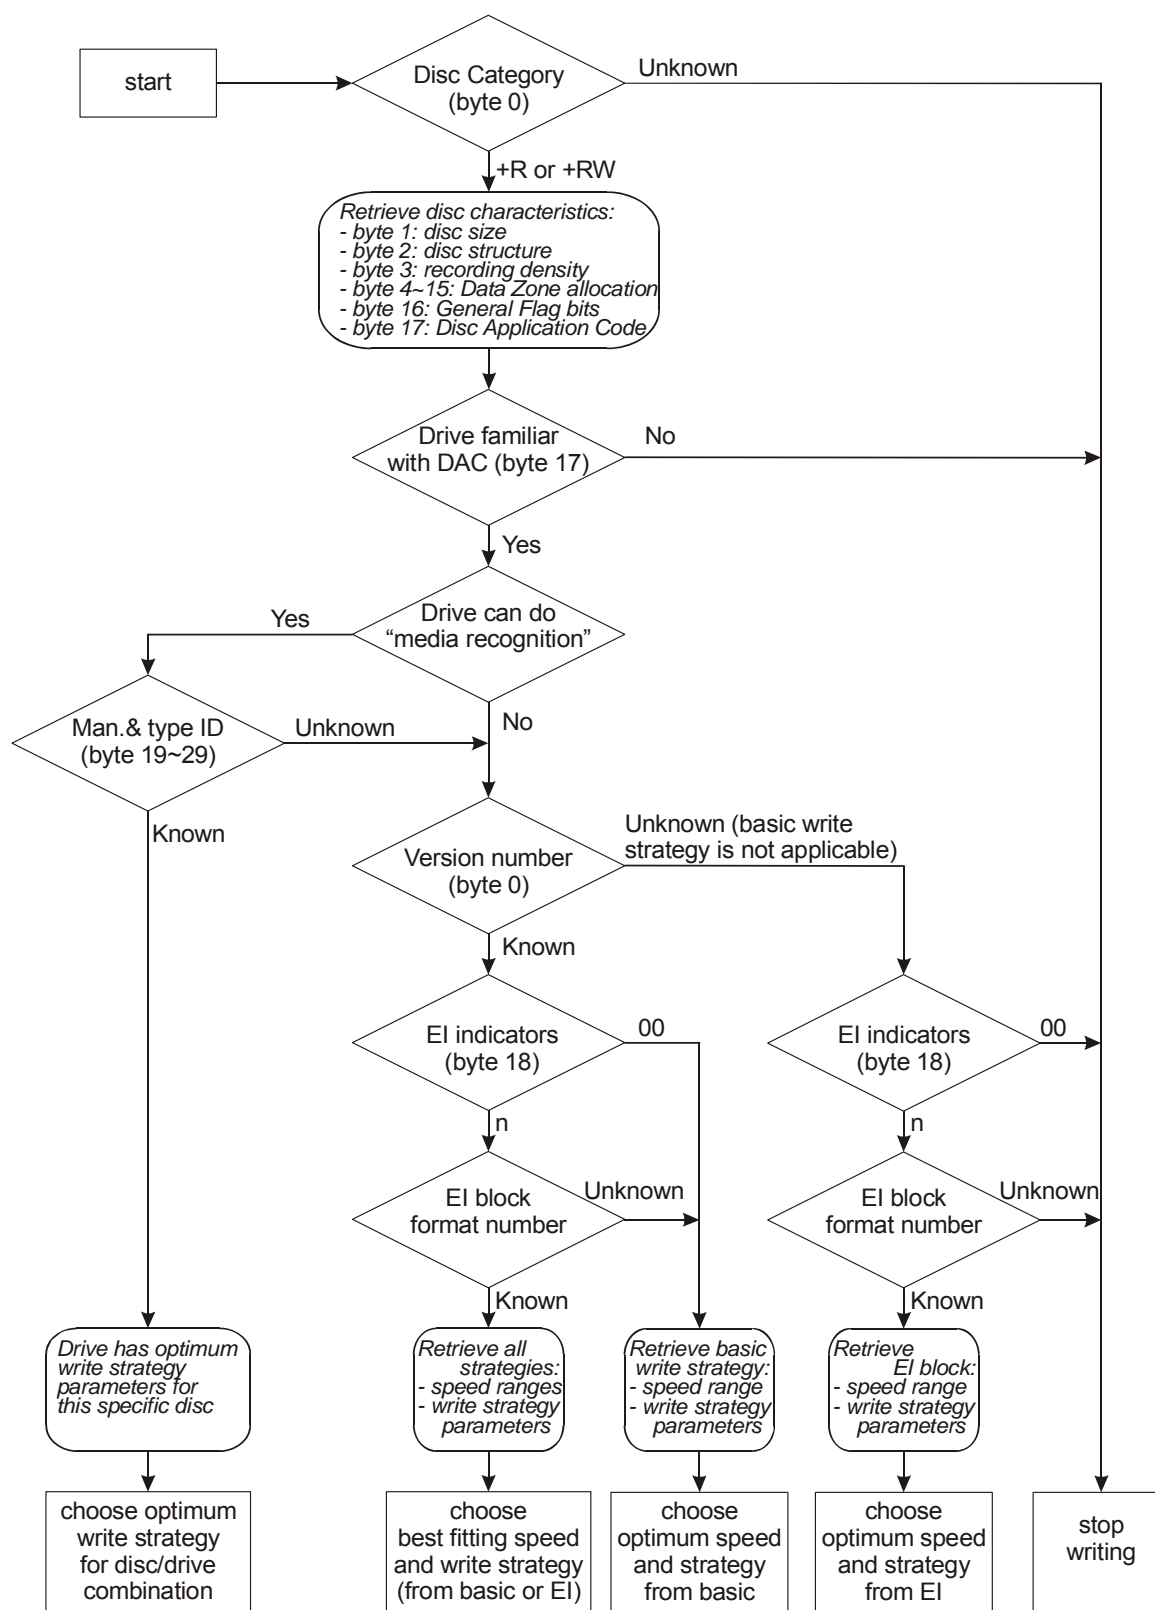 start
Disc Category
(byte 0)
Unknown
+R or +RW
Retrieve disc characteristics:
- byte 1: disc size
- byte 2: disc structure
- byte 3: recording density
- byte 4~15: Data Zone allocation
- byte 16: General Flag bits
- byte 17: Disc Application Code
Drive familiar
with DAC (byte 17)
No
Yes
Drive can do
“media recognition”
Yes
No
Man.& type ID
(byte 19~29)
Unknown
Known
Version number
(byte 0)
Unknown (basic write
strategy is not applicable)
Known
EI indicators
(byte 18)
00
n
EI indicators
(byte 18)
00
n
EI block
format number
Unknown
Known
EI block
format number
Unknown
Known
Drive has optimum
write strategy
parameters for
this specific disc
Retrieve all
strategies:
- speed ranges
- write strategy
parameters
Retrieve basic
write strategy:
- speed range
- write strategy
parameters
Retrieve
EI block:
- speed range
- write strategy
parameters
choose optimum
write strategy
for disc/drive
combination
choose
best fitting speed
and write strategy
(from basic or EI)
choose
optimum speed
and strategy
from basic
choose
optimum speed
and strategy
from EI
stop
writing